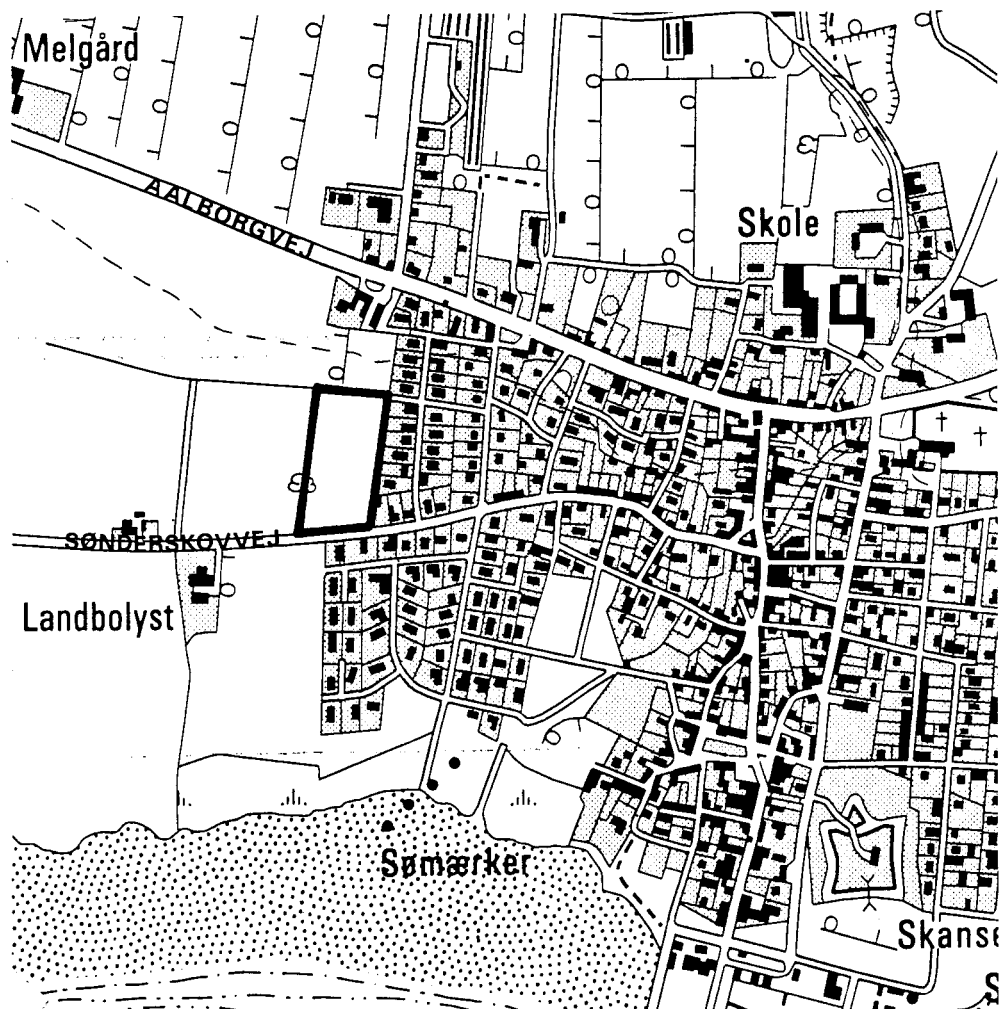 Melgård
AALBORGVEJ
Skole
SØNDERSKOVVEJ
Landbolyst
Sømærker
Skanse
S